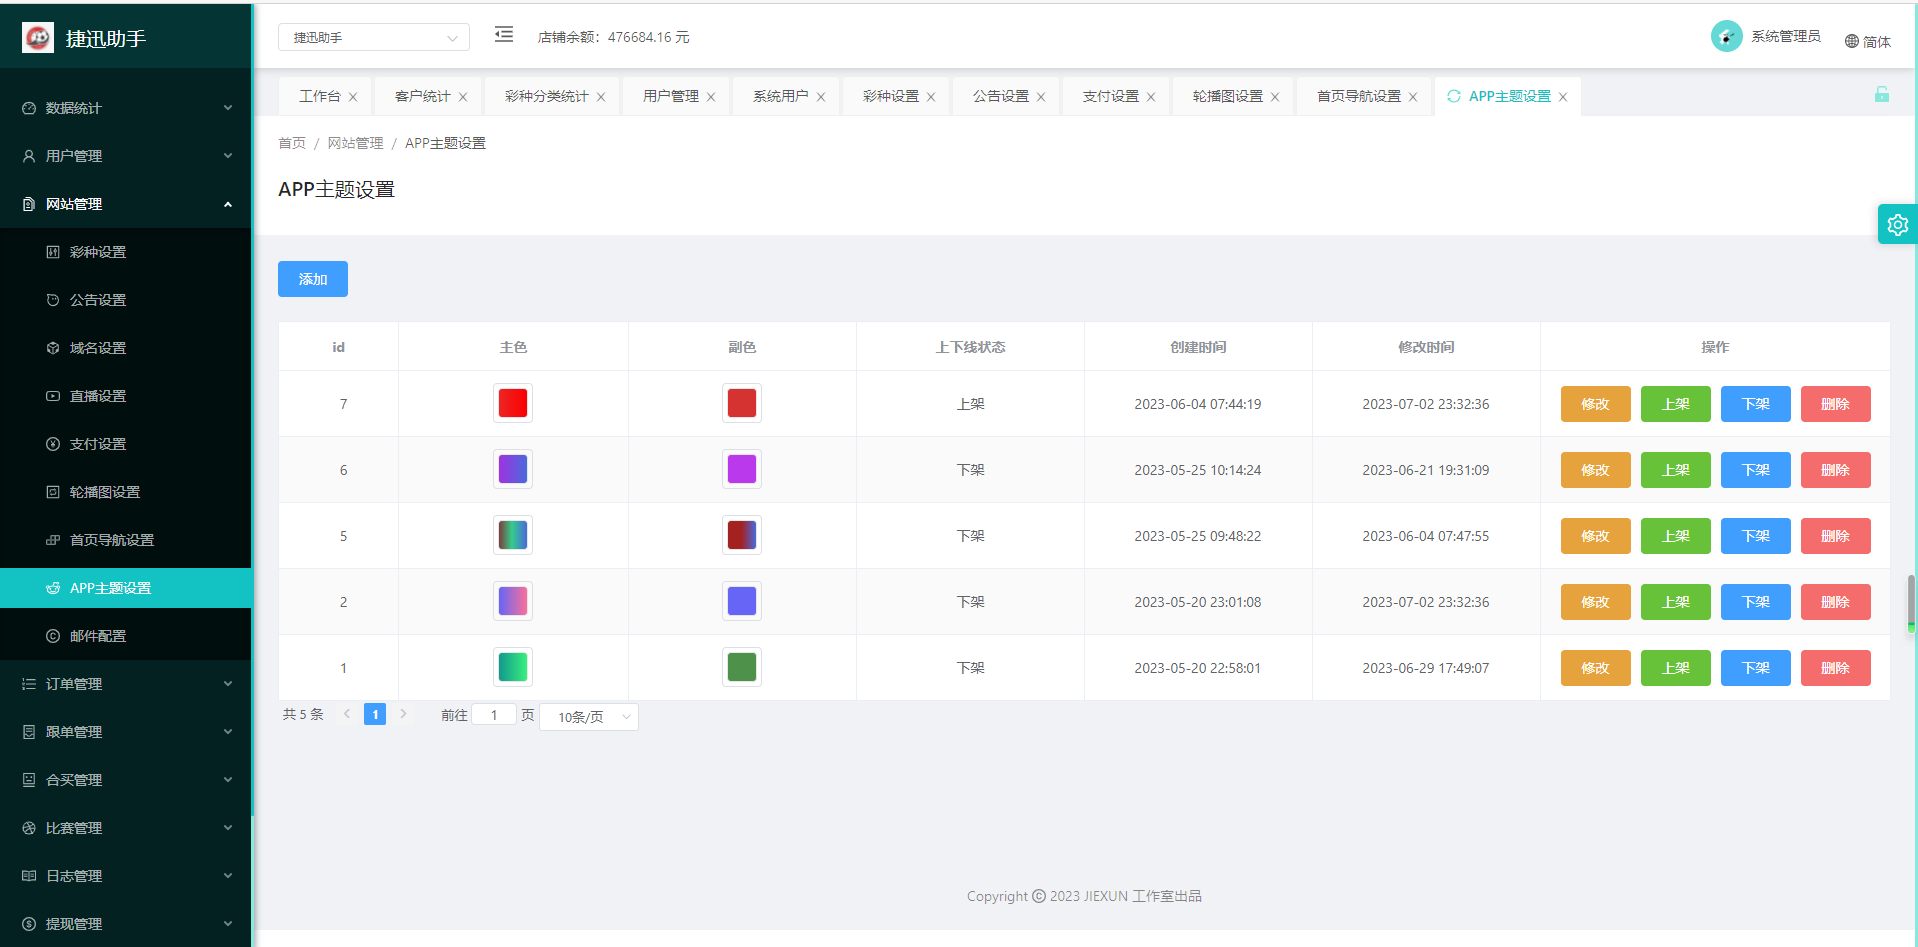 捷迅助手
捷迅助手
店铺余额：476684.16 元
系统管理员
简体
工作台
客户统计
彩种分类统计
用户管理
系统用户
彩种设置
公告设置
支付设置
轮播图设置
首页导航设置
APP主题设置
数据统计
用户管理
网站管理
彩种设置
公告设置
域名设置
直播设置
支付设置
轮播图设置
首页导航设置
APP主题设置
邮件配置
订单管理
跟单管理
合买管理
比赛管理
日志管理
提现管理
首页 / 网站管理 / APP主题设置
APP主题设置
添加
id 主色 副色 上下线状态 创建时间 修改时间 操作
7 上架 2023-06-04 07:44:19 2023-07-02 23:32:36 修改 上架 下架 删除
6 下架 2023-05-25 10:14:24 2023-06-21 19:31:09 修改 上架 下架 删除
5 下架 2023-05-25 09:48:22 2023-06-04 07:47:55 修改 上架 下架 删除
2 下架 2023-05-20 23:01:08 2023-07-02 23:32:36 修改 上架 下架 删除
1 下架 2023-05-20 22:58:01 2023-06-29 17:49:07 修改 上架 下架 删除
共 5 条 1 前往 1 页 10条/页
Copyright © 2023 JIEXUN 工作室出品